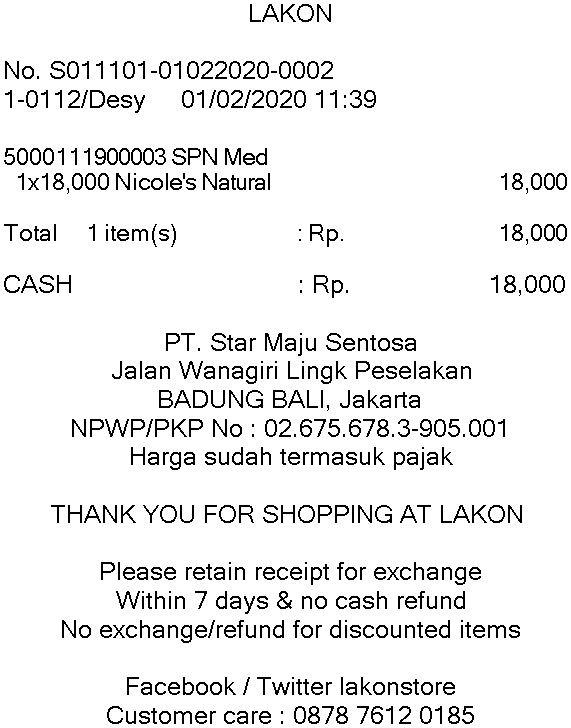 LAKON
No. S011101-01022020-0002
1-0112/Desy 01/02/2020 11:39
5000111900003 SPN Med
1x18,000 Nicole's Natural 18,000
Total 1 item(s) : Rp. 18,000
CASH : Rp. 18,000
PT. Star Maju Sentosa
Jalan Wanagiri Lingk Peselakan
BADUNG BALI, Jakarta
NPWP/PKP No : 02.675.678.3-905.001
Harga sudah termasuk pajak
THANK YOU FOR SHOPPING AT LAKON
Please retain receipt for exchange
Within 7 days & no cash refund
No exchange/refund for discounted items
Facebook / Twitter lakonstore
Customer care : 0878 7612 0185